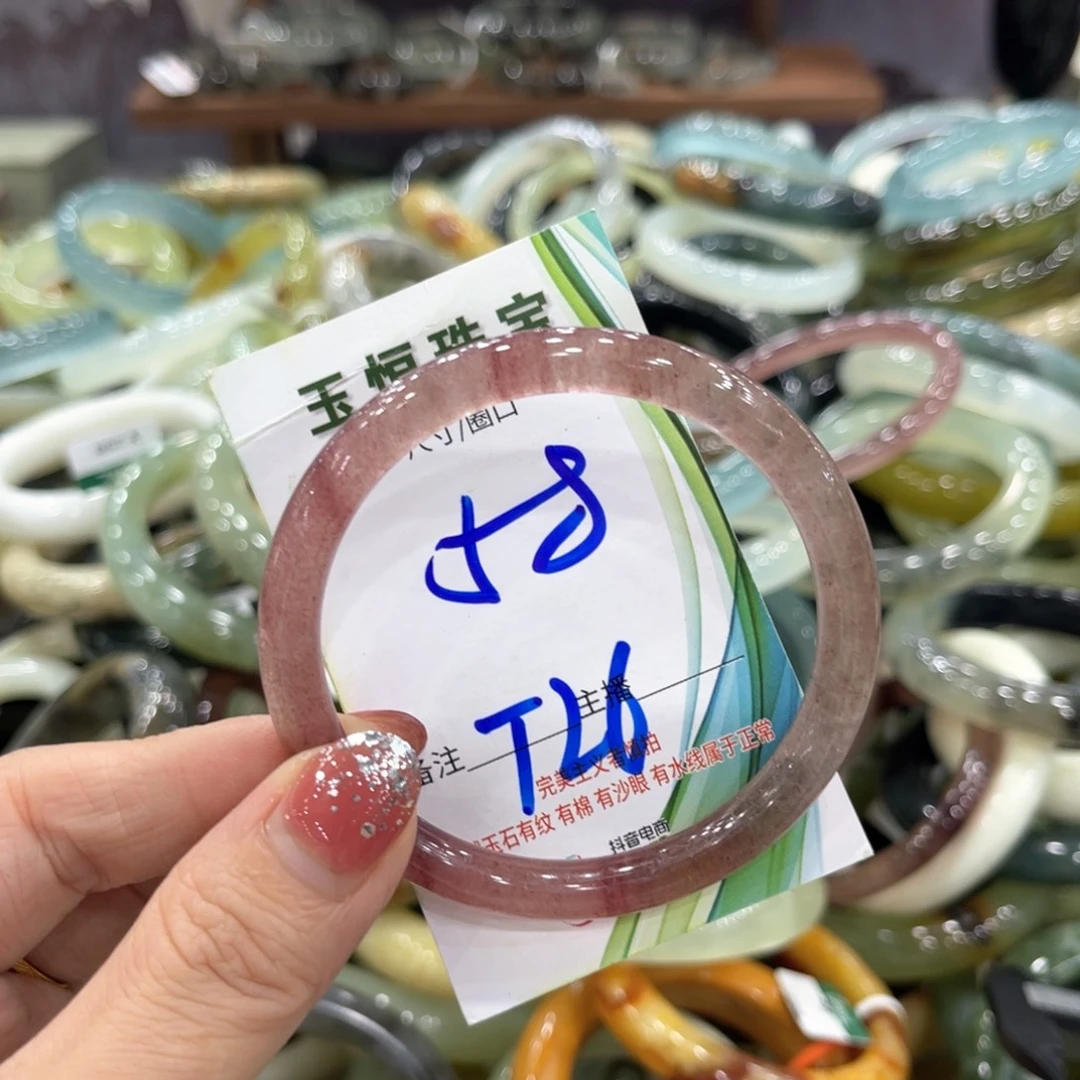 玉恒珠宝
尺寸/圈口
58
主播
备注 T46
完美主义者慎拍
玉石有纹 有棉 有沙眼 有水线属于正常
抖音电商